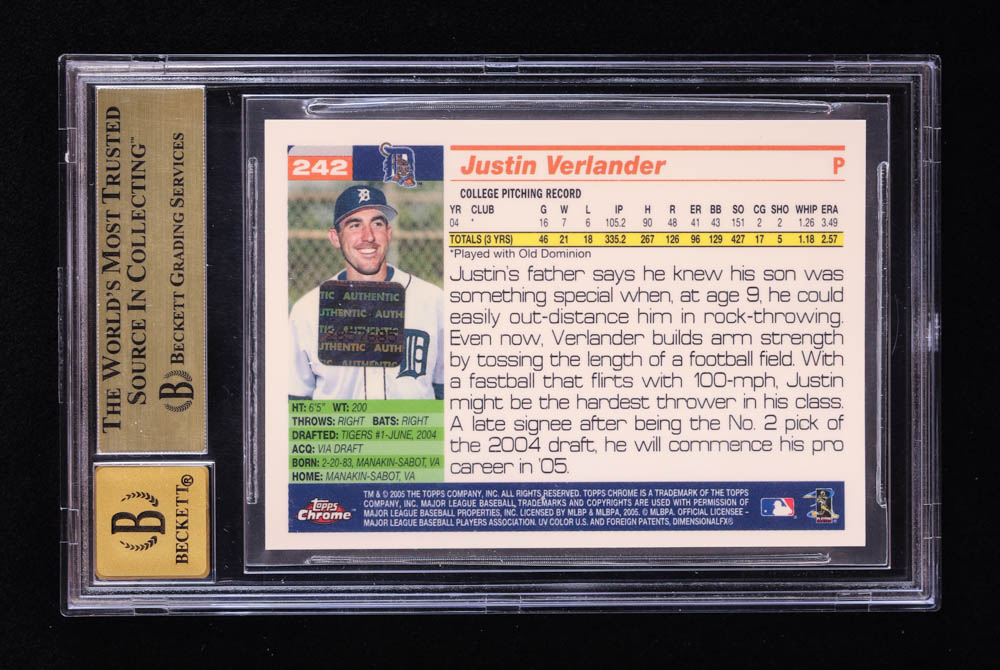 THE WORLD'S MOST TRUSTED
SOURCE IN COLLECTING™
BECKETT GRADING SERVICES
B
B
BECKETT®
242
D
Justin Verlander P
COLLEGE PITCHING RECORD
YR CLUB G W L IP H R ER BB SO CG SHO WHIP ERA
04 * 16 7 6 105.2 90 48 41 43 151 2 2 1.26 3.49
TOTALS (3 YRS) 46 21 18 335.2 267 126 96 129 427 17 5 1.18 2.57
*Played with Old Dominion
Justin's father says he knew his son was
something special when, at age 9, he could
easily out-distance him in rock-throwing.
Even now, Verlander builds arm strength
by tossing the length of a football field. With
a fastball that flirts with 100-mph, Justin
might be the hardest thrower in his class.
A late signee after being the No. 2 pick of
the 2004 draft, he will commence his pro
career in '05.
TIC AUTHENTIC
AUTHENTIC AUTH
TIC AUTHENTIC
AUTHENTIC AUTH
HT: 6'5" WT: 200
THROWS: RIGHT BATS: RIGHT
DRAFTED: TIGERS #1-JUNE, 2004
ACQ: VIA DRAFT
BORN: 2-20-83, MANAKIN-SABOT, VA
HOME: MANAKIN-SABOT, VA
Topps
Chrome
TM & © 2005 THE TOPPS COMPANY, INC. ALL RIGHTS RESERVED. TOPPS CHROME IS A TRADEMARK OF THE TOPPS
COMPANY, INC. MAJOR LEAGUE BASEBALL TRADEMARKS AND COPYRIGHTS ARE USED WITH PERMISSION OF
MAJOR LEAGUE BASEBALL PROPERTIES, INC. LICENSED BY MLBP & MLBPA, 2005. © MLBPA. OFFICIAL LICENSEE -
MAJOR LEAGUE BASEBALL PLAYERS ASSOCIATION. UV COLOR U.S. AND FOREIGN PATENTS, DIMENSIONALFX®